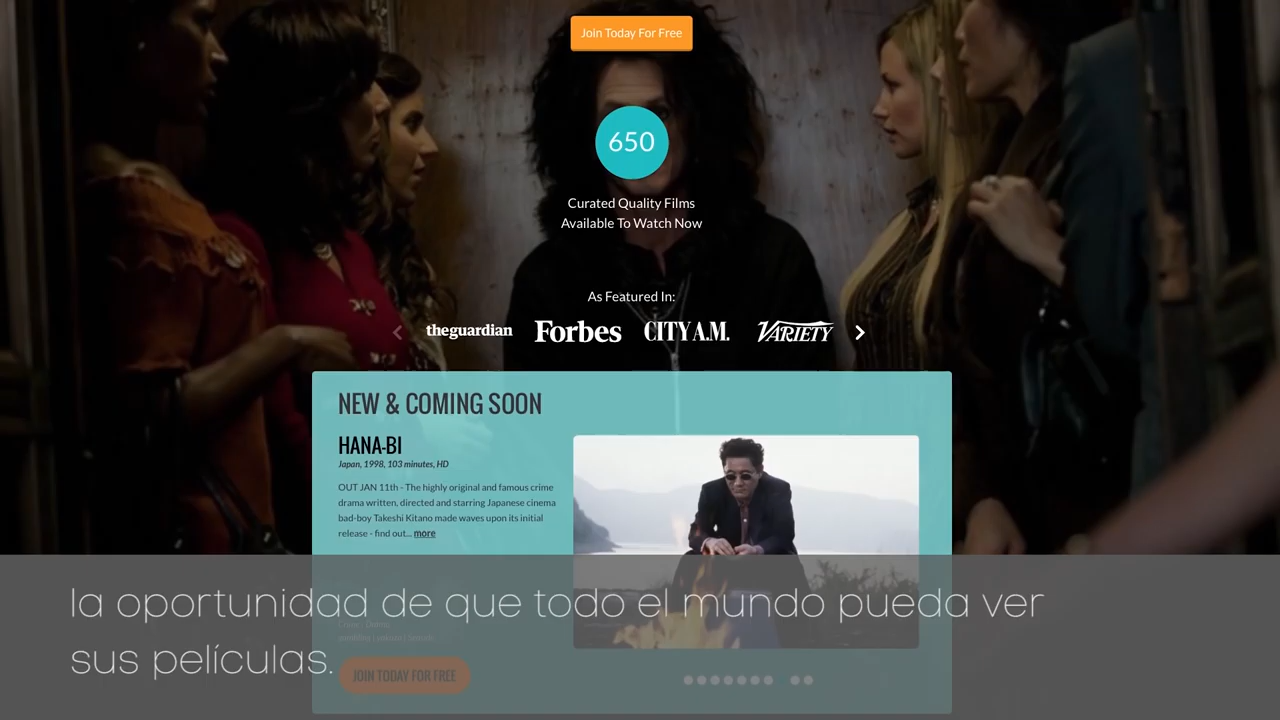 Join Today For Free
650
Curated Quality Films
Available To Watch Now
As Featured In:
theguardian Forbes CITY A.M. VARIETY
NEW & COMING SOON
HANA-BI
Japan, 1998, 103 minutes, HD
OUT JAN 11th - The highly original and famous crime
drama written, directed and starring Japanese cinema
bad-boy Takeshi Kitano made waves upon its initial
release - find out... more
la oportunidad de que todo el mundo pueda ver
sus películas.
JOIN TODAY FOR FREE